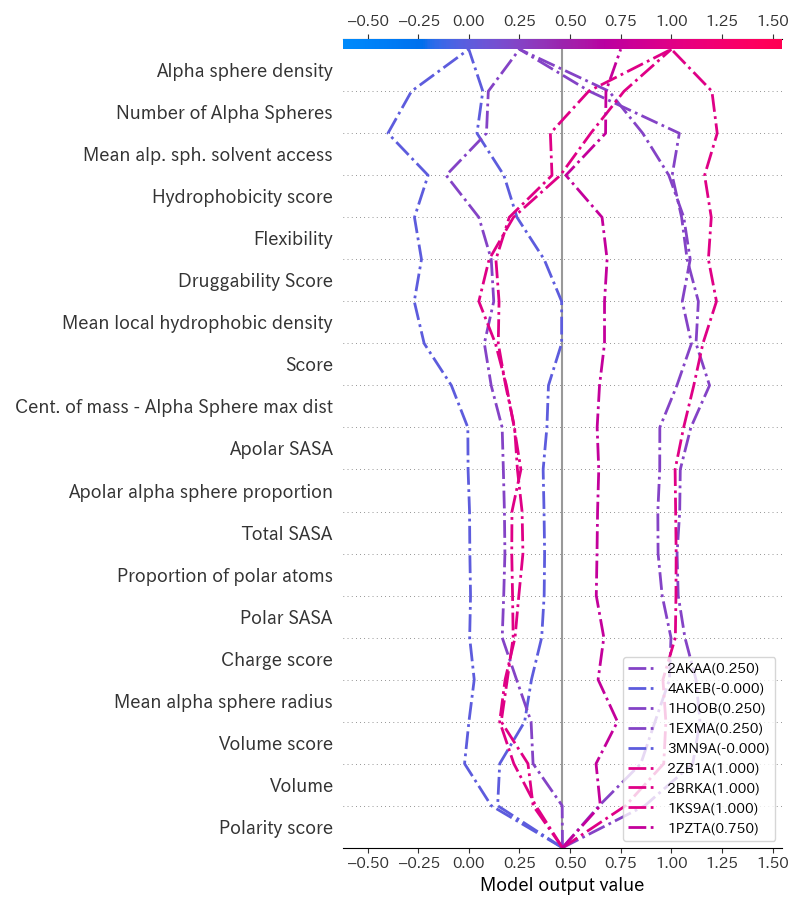 −0.50 −0.25 0.00 0.25 0.50 0.75 1.00 1.25 1.50
Alpha sphere density
Number of Alpha Spheres
Mean alp. sph. solvent access
Hydrophobicity score
Flexibility
Druggability Score
Mean local hydrophobic density
Score
Cent. of mass - Alpha Sphere max dist
Apolar SASA
Apolar alpha sphere proportion
Total SASA
Proportion of polar atoms
Polar SASA
Charge score
Mean alpha sphere radius
Volume score
Volume
Polarity score
2AKAA(0.250)
4AKEB(-0.000)
1HOOB(0.250)
1EXMA(0.250)
3MN9A(-0.000)
2ZB1A(1.000)
2BRKA(1.000)
1KS9A(1.000)
1PZTA(0.750)
−0.50 −0.25 0.00 0.25 0.50 0.75 1.00 1.25 1.50
Model output value